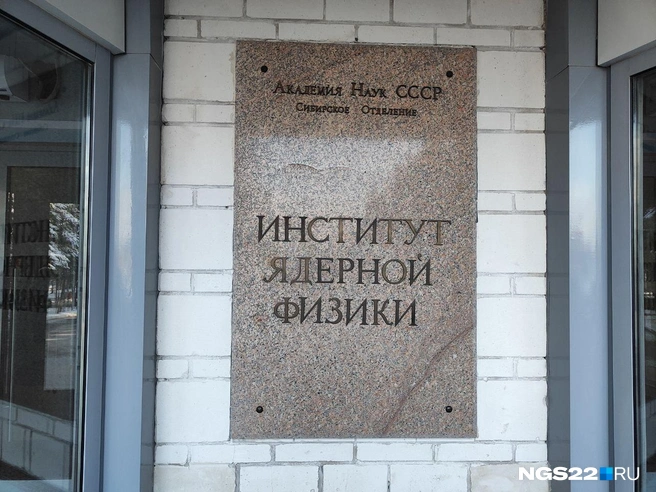 Академия Наук СССР
Сибирское Отделение
ИНСТИТУТ
ЯДЕРНОЙ
ФИЗИКИ
NGS22.RU